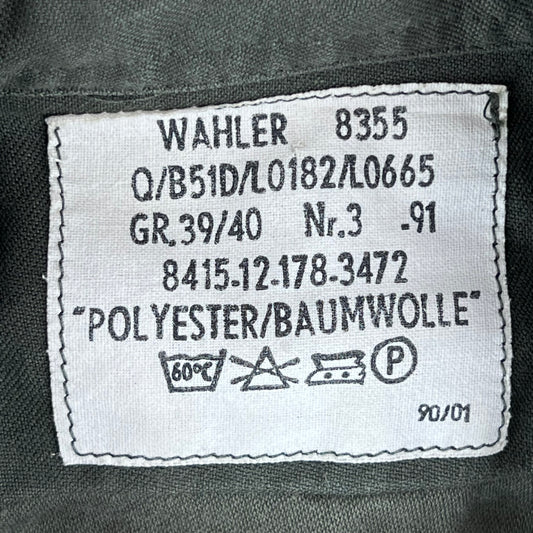 WAHLER 8355
Q/B51D/L0182/L0665
GR.39/40 Nr.3 -91
8415-12-178-3472
"POLYESTER/BAUMWOLLE"
60°C P
90/01